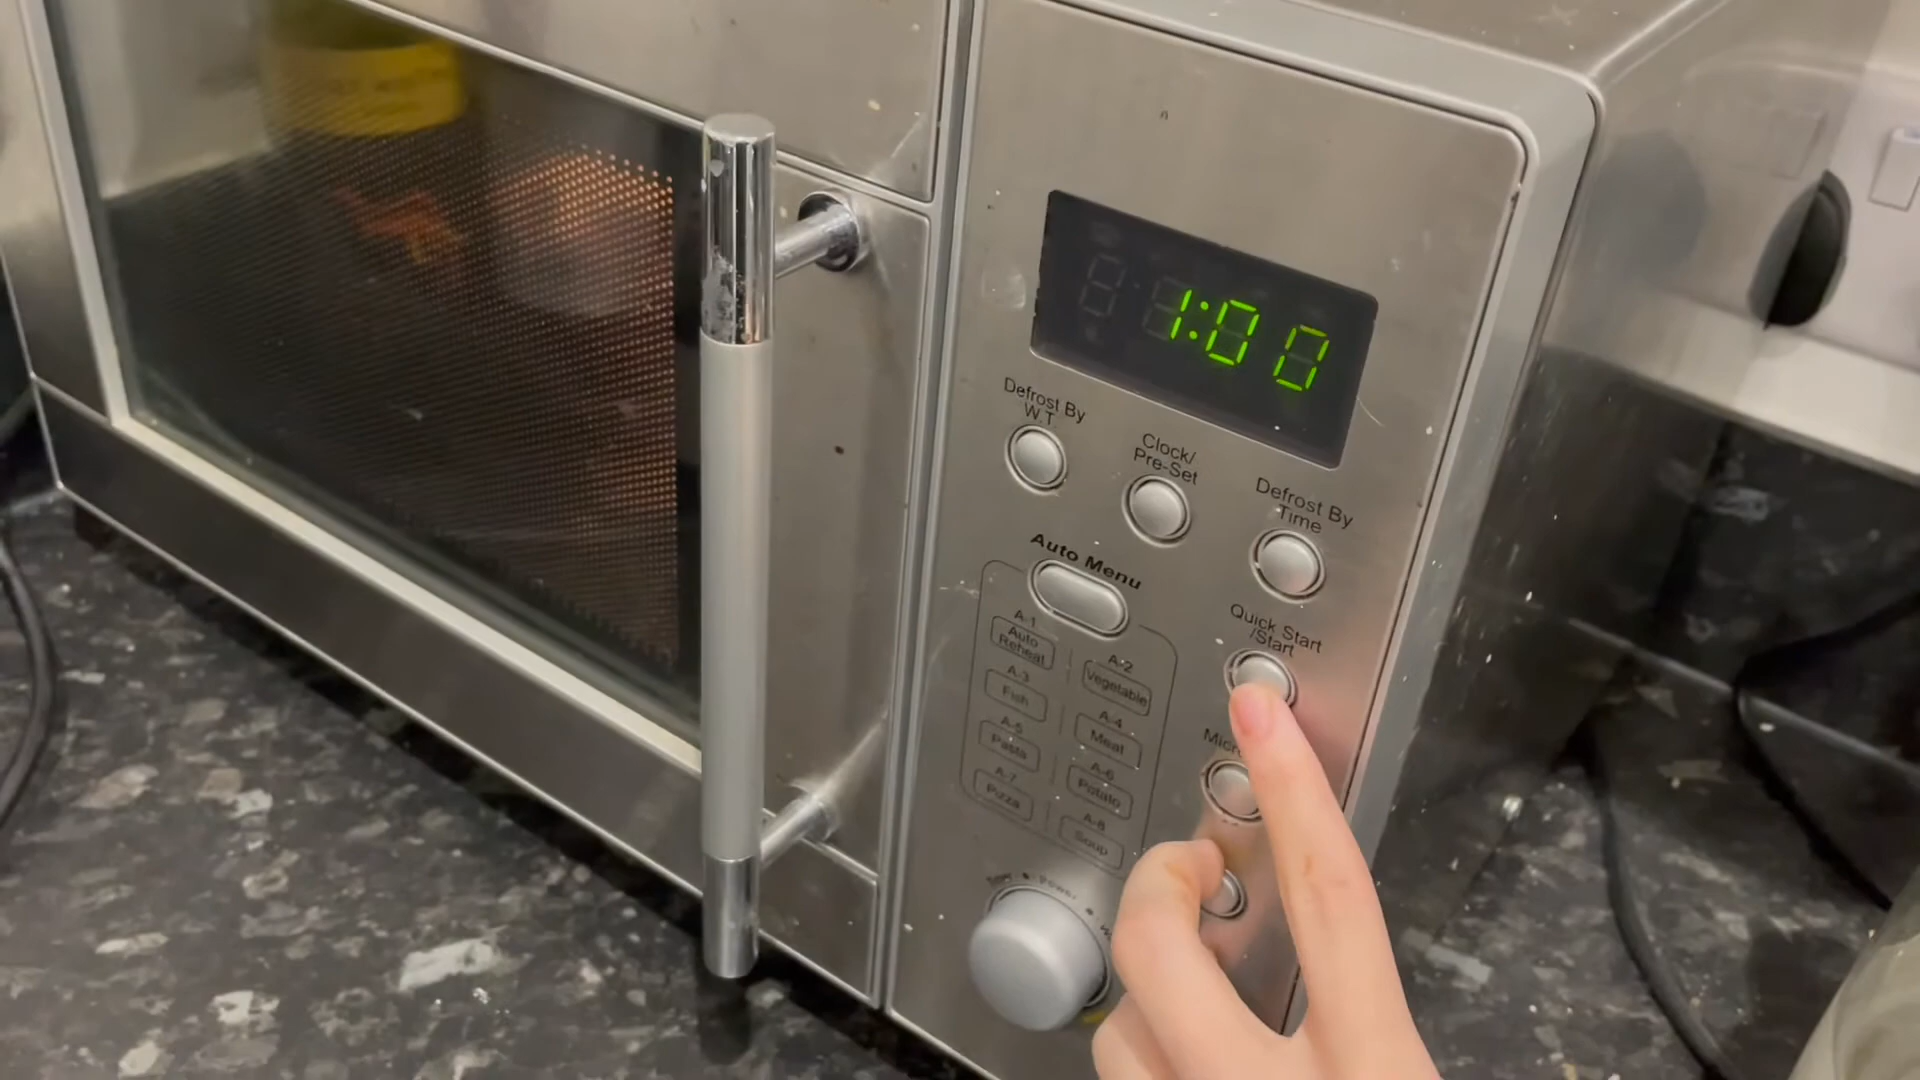 1:00
Defrost By
W.T.
Clock/
Pre-Set
Defrost By
Time
Auto Menu
Quick Start
/Start
A-1
Auto
Reheat
A-2
Vegetable
A-3
Fish
A-4
Meat
A-5
Pasta
A-6
Potato
A-7
Pizza
A-8
Soup
Power